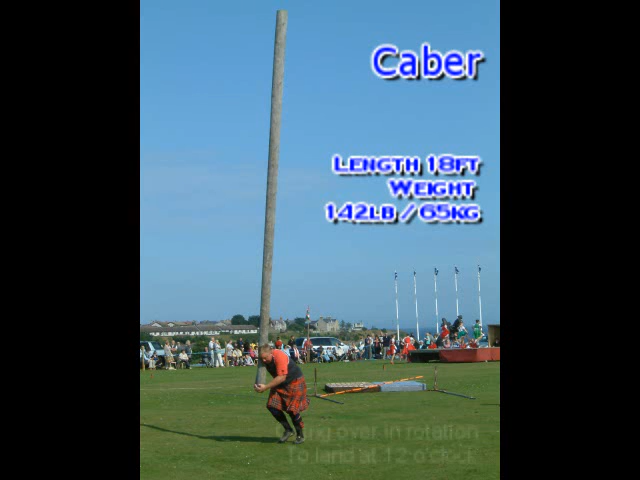 Caber
Length 18ft
Weight
142lb / 65kg
over in rotation
To land at 12 o'clock